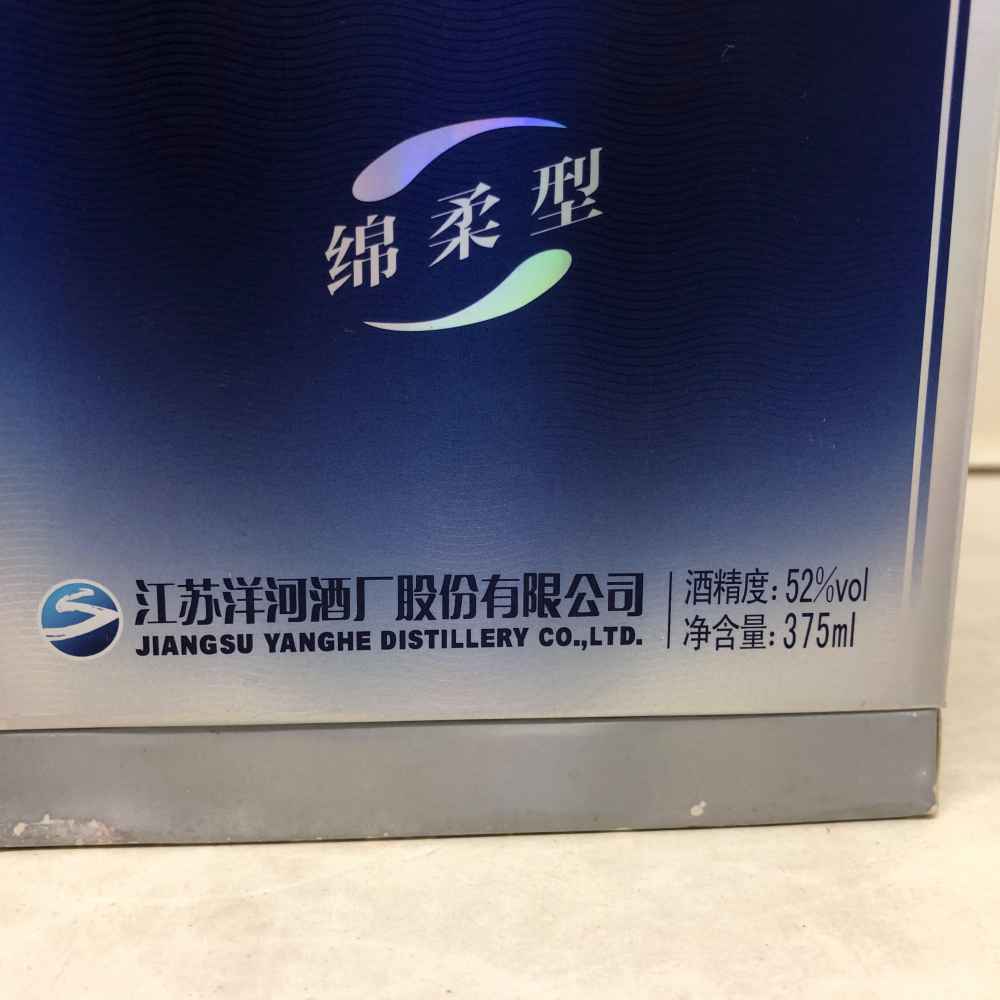 绵柔型
江苏洋河酒厂股份有限公司
JIANGSU YANGHE DISTILLERY CO.,LTD.
酒精度: 52%vol
净含量: 375ml